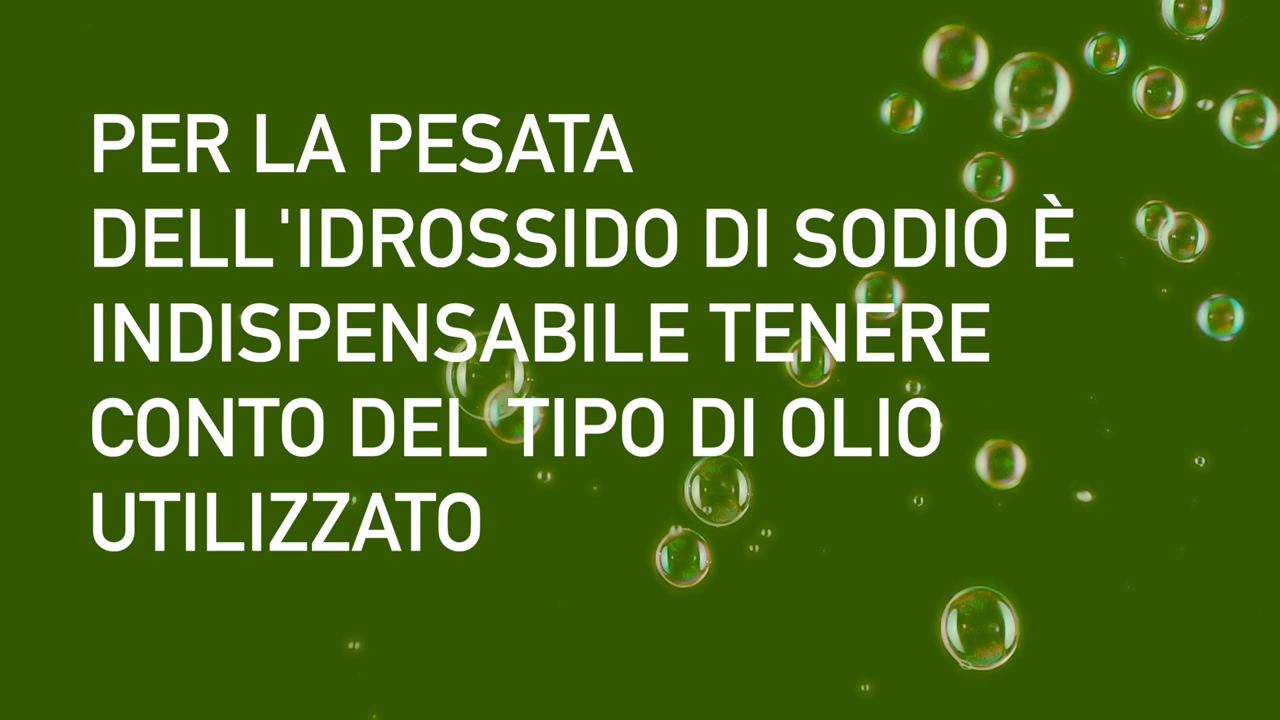 PER LA PESATA
DELL'IDROSSIDO DI SODIO È
INDISPENSABILE TENERE
CONTO DEL TIPO DI OLIO
UTILIZZATO